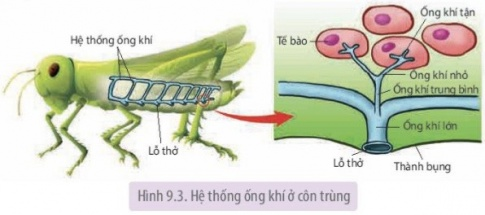 Hệ thống ống khí
Lỗ thở
Tế bào
Ống khí tận
Ống khí nhỏ
Ống khí trung bình
Ống khí lớn
Lỗ thở
Thành bụng
Hình 9.3. Hệ thống ống khí ở côn trùng